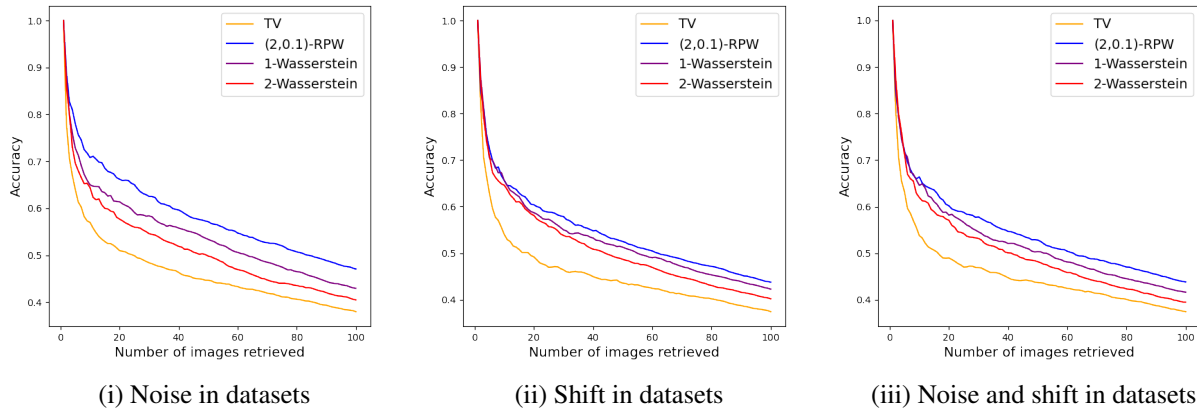 1.0
0.9
0.8
0.7
0.6
0.5
0.4
Accuracy
0 20 40 60 80 100
Number of images retrieved
TV
(2,0.1)-RPW
1-Wasserstein
2-Wasserstein
(i) Noise in datasets
1.0
0.9
0.8
0.7
0.6
0.5
0.4
Accuracy
0 20 40 60 80 100
Number of images retrieved
TV
(2,0.1)-RPW
1-Wasserstein
2-Wasserstein
(ii) Shift in datasets
1.0
0.9
0.8
0.7
0.6
0.5
0.4
Accuracy
0 20 40 60 80 100
Number of images retrieved
TV
(2,0.1)-RPW
1-Wasserstein
2-Wasserstein
(iii) Noise and shift in datasets